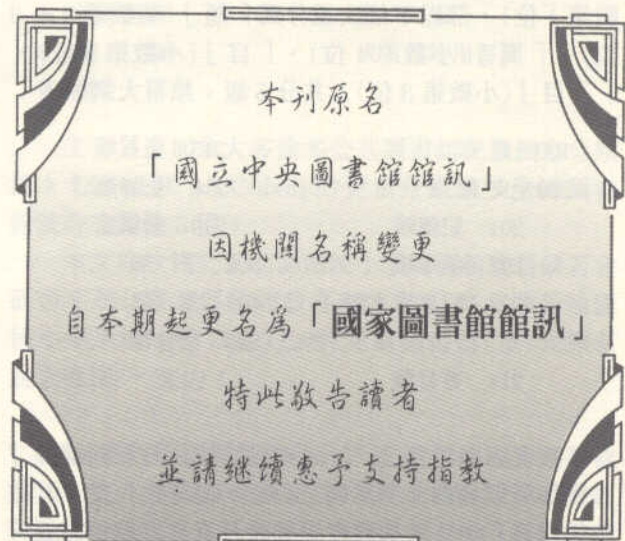 本刊原名
「國立中央圖書館館訊」
因機關名稱變更
自本期起更名為「國家圖書館館訊」
特此敬告讀者
並請繼續惠予支持指教